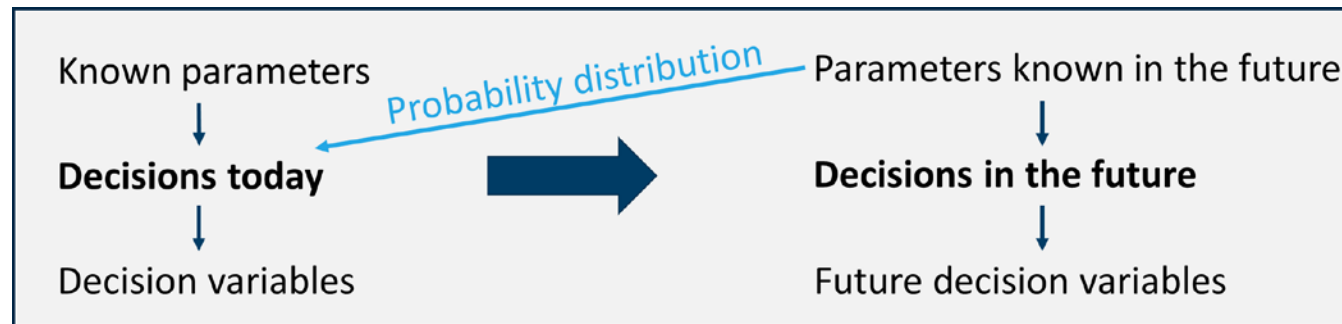 Known parameters
Probability distribution
Parameters known in the future
Decisions today
Decisions in the future
Decision variables
Future decision variables